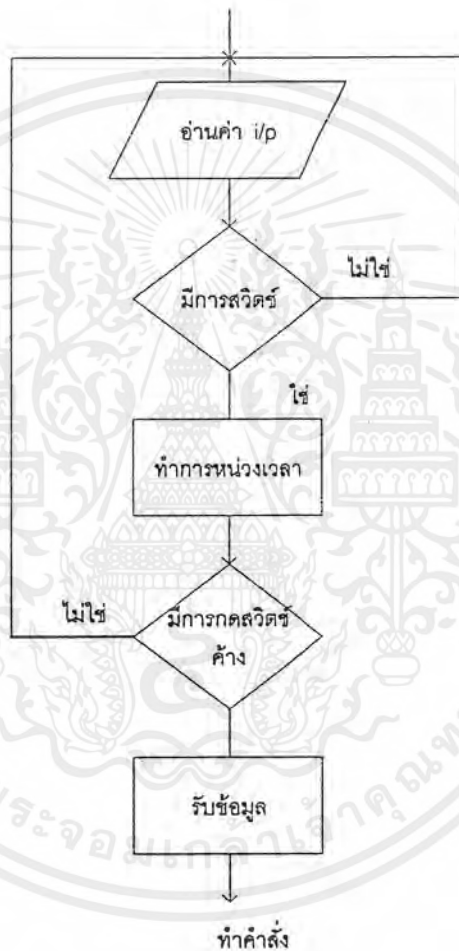 อ่านค่า i/p
มีการสวิตช์
ไม่ใช่
ใช่
ทำการหน่วงเวลา
ไม่ใช่
มีการกดสวิตช์
ค้าง
รับข้อมูล
ทำคำสั่ง